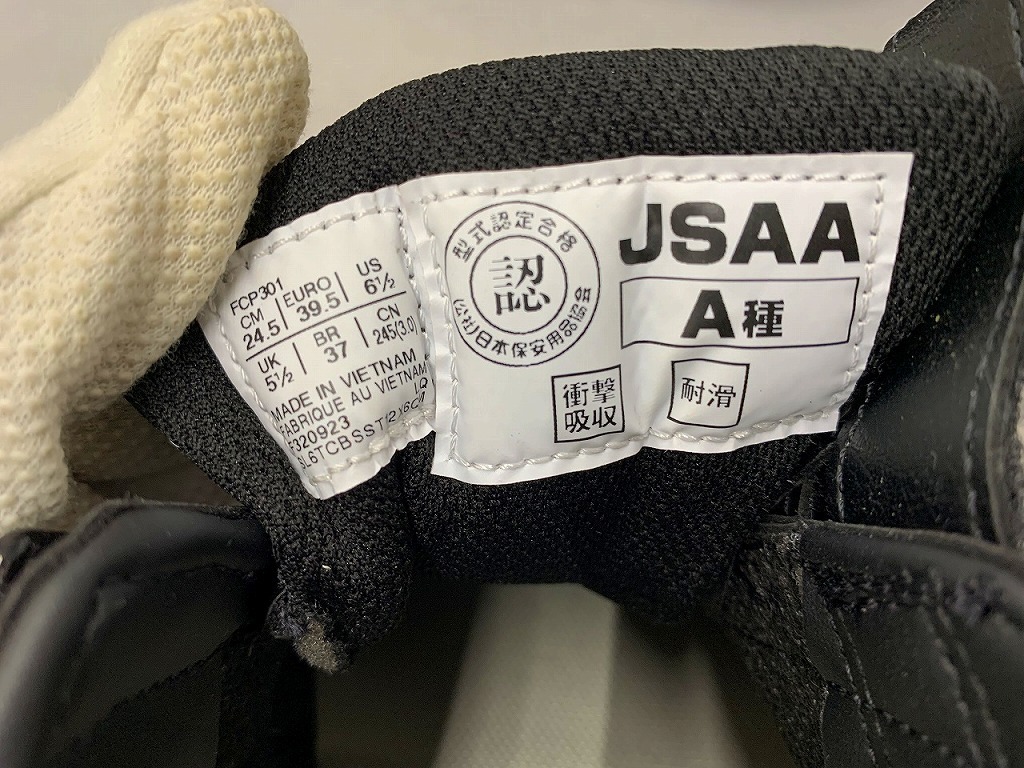 FCP301
CM EURO US
24.5 39.5 6½
UK BR CN
5½ 37 245(3.0)
MADE IN VIETNAM
FABRIQUE AU VIETNAM
LQ
5320923
型式認定合格
認
(公社)日本保安用品協会
JSAA
A種
衝撃
吸収
耐滑